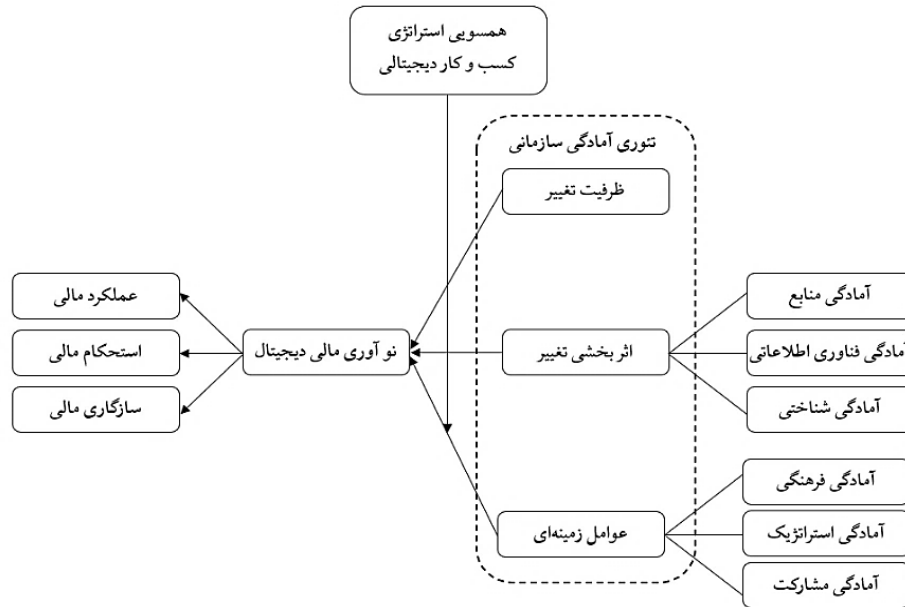 همسویی استراتژی
کسب و کار دیجیتالی
تئوری آمادگی سازمانی
ظرفیت تغییر
آمادگی منابع
عملکرد مالی
آمادگی فناوری اطلاعاتی
اثر بخشی تغییر
نو آوری مالی دیجیتال
استحکام مالی
آمادگی شناختی
سازگاری مالی
آمادگی فرهنگی
آمادگی استراتژیک
عوامل زمینه‌ای
آمادگی مشارکت